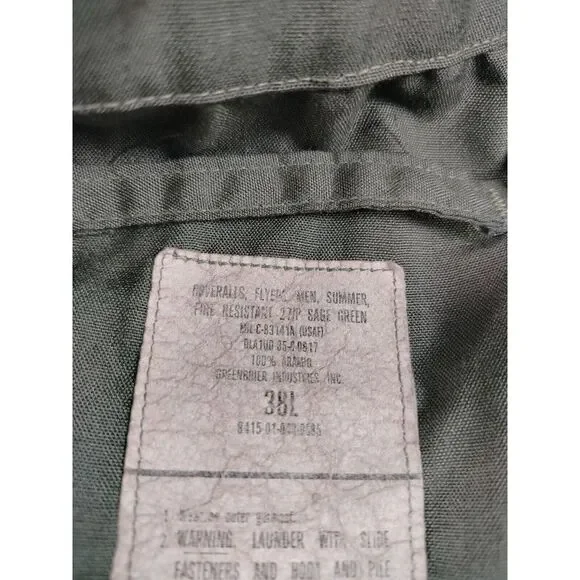 COVERALLS, FLYERS, MEN, SUMMER,
FIRE RESISTANT 27/P SAGE GREEN
MIL-C-83141A (USAF)
100% ARAMID
GREENBRIER INDUSTRIES, INC.
38L
1. Wear as outer garment.
2. WARNING. LAUNDER WITH SLIDE
FASTENERS AND HOOK AND PILE